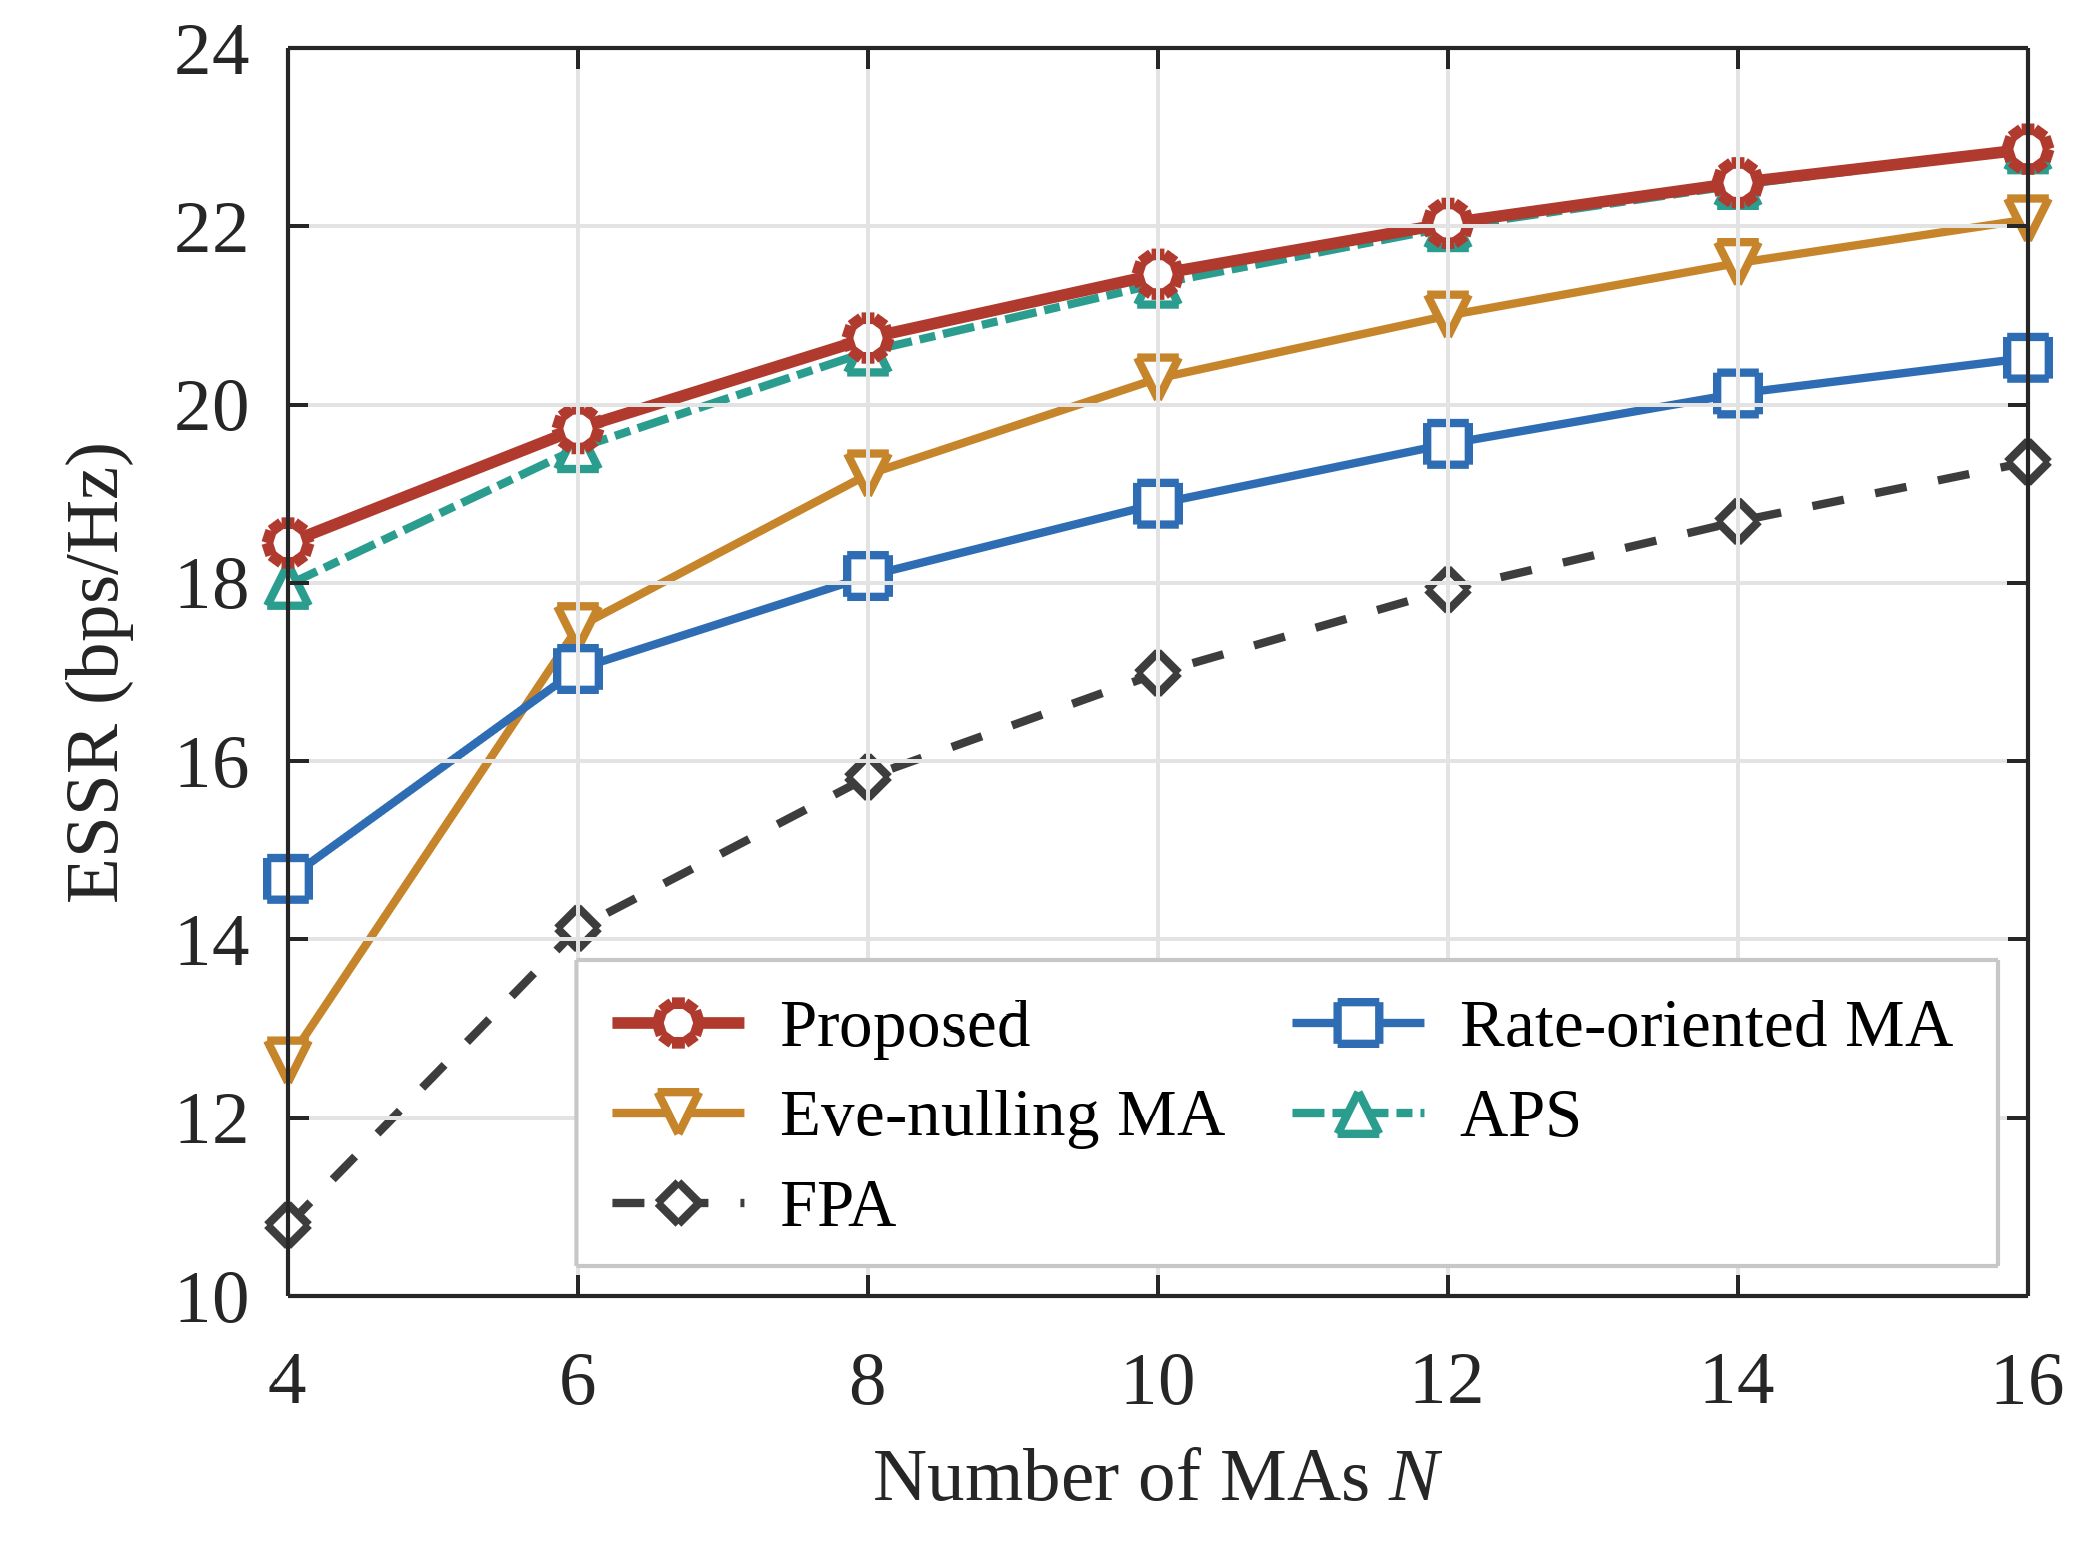 24
22
20
18
16
14
12
10
ESSR (bps/Hz)
Proposed
Rate-oriented MA
Eve-nulling MA
APS
FPA
4 6 8 10 12 14 16
Number of MAs N